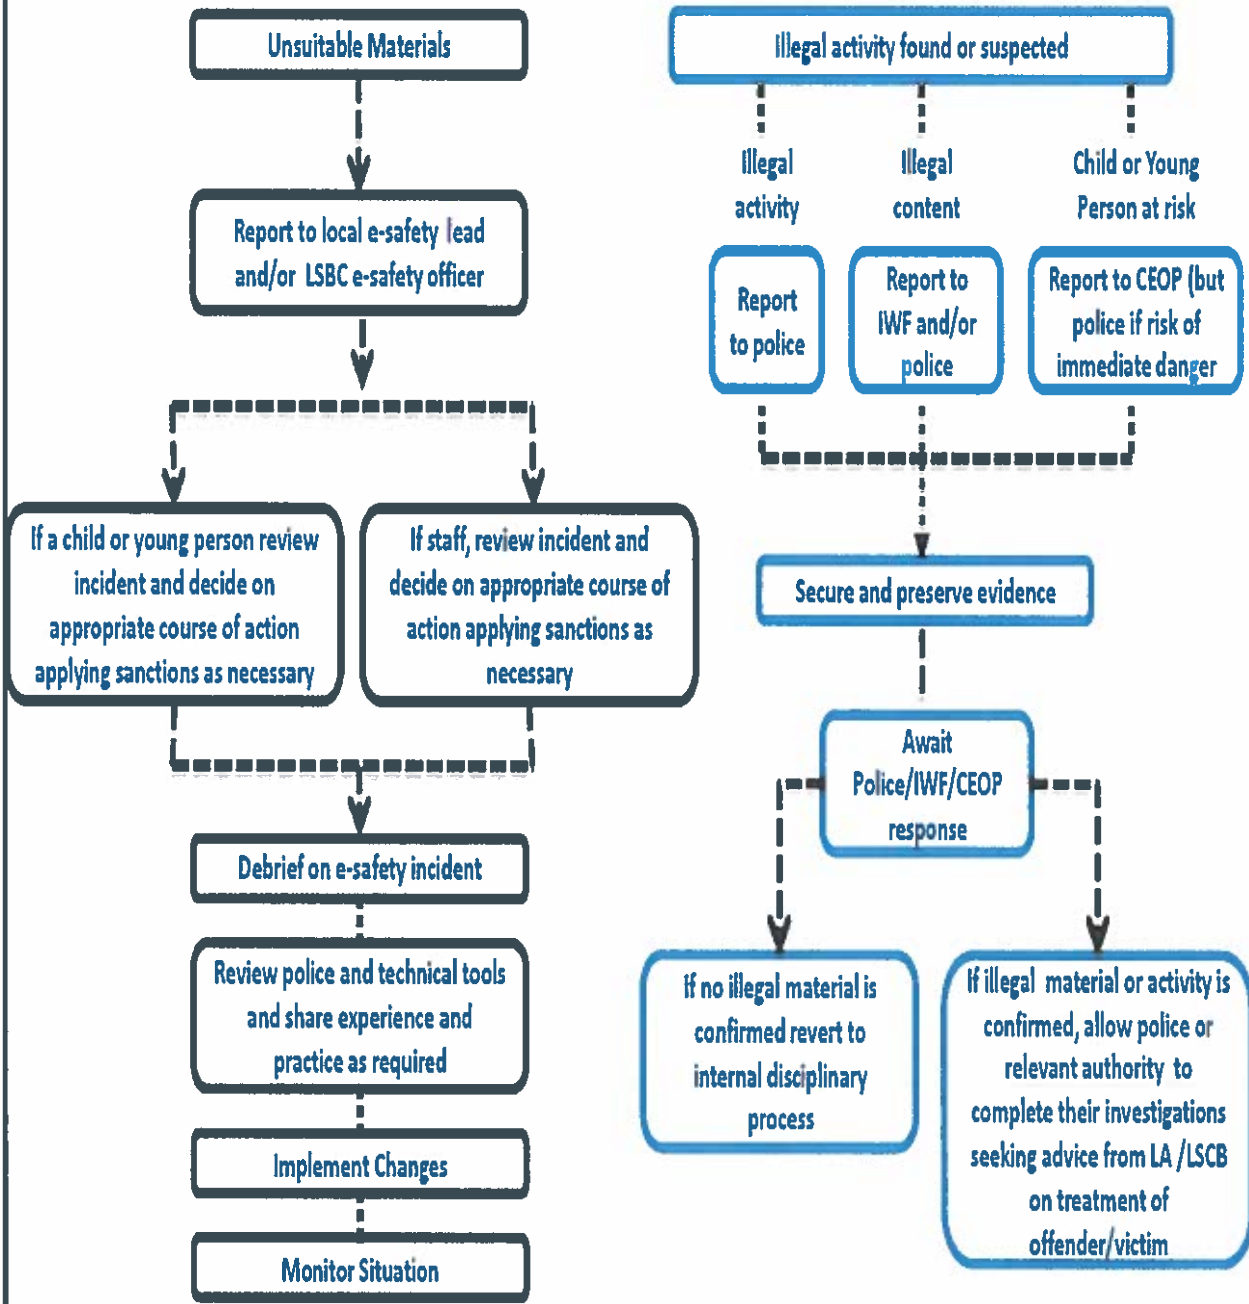 Unsuitable Materials
Report to local e-safety lead
and/or LSBC e-safety officer
If a child or young person review
incident and decide on
appropriate course of action
applying sanctions as necessary
If staff, review incident and
decide on appropriate course of
action applying sanctions as
necessary
Debrief on e-safety incident
Review police and technical tools
and share experience and
practice as required
Implement Changes
Monitor Situation
Illegal activity found or suspected
Illegal
activity
Illegal
content
Child or Young
Person at risk
Report
to police
Report to
IWF and/or
police
Report to CEOP (but
police if risk of
immediate danger
Secure and preserve evidence
Await
Police/IWF/CEOP
response
If no illegal material is
confirmed revert to
internal disciplinary
process
If illegal material or activity is
confirmed, allow police or
relevant authority to
complete their investigations
seeking advice from LA /LSCB
on treatment of
offender/victim